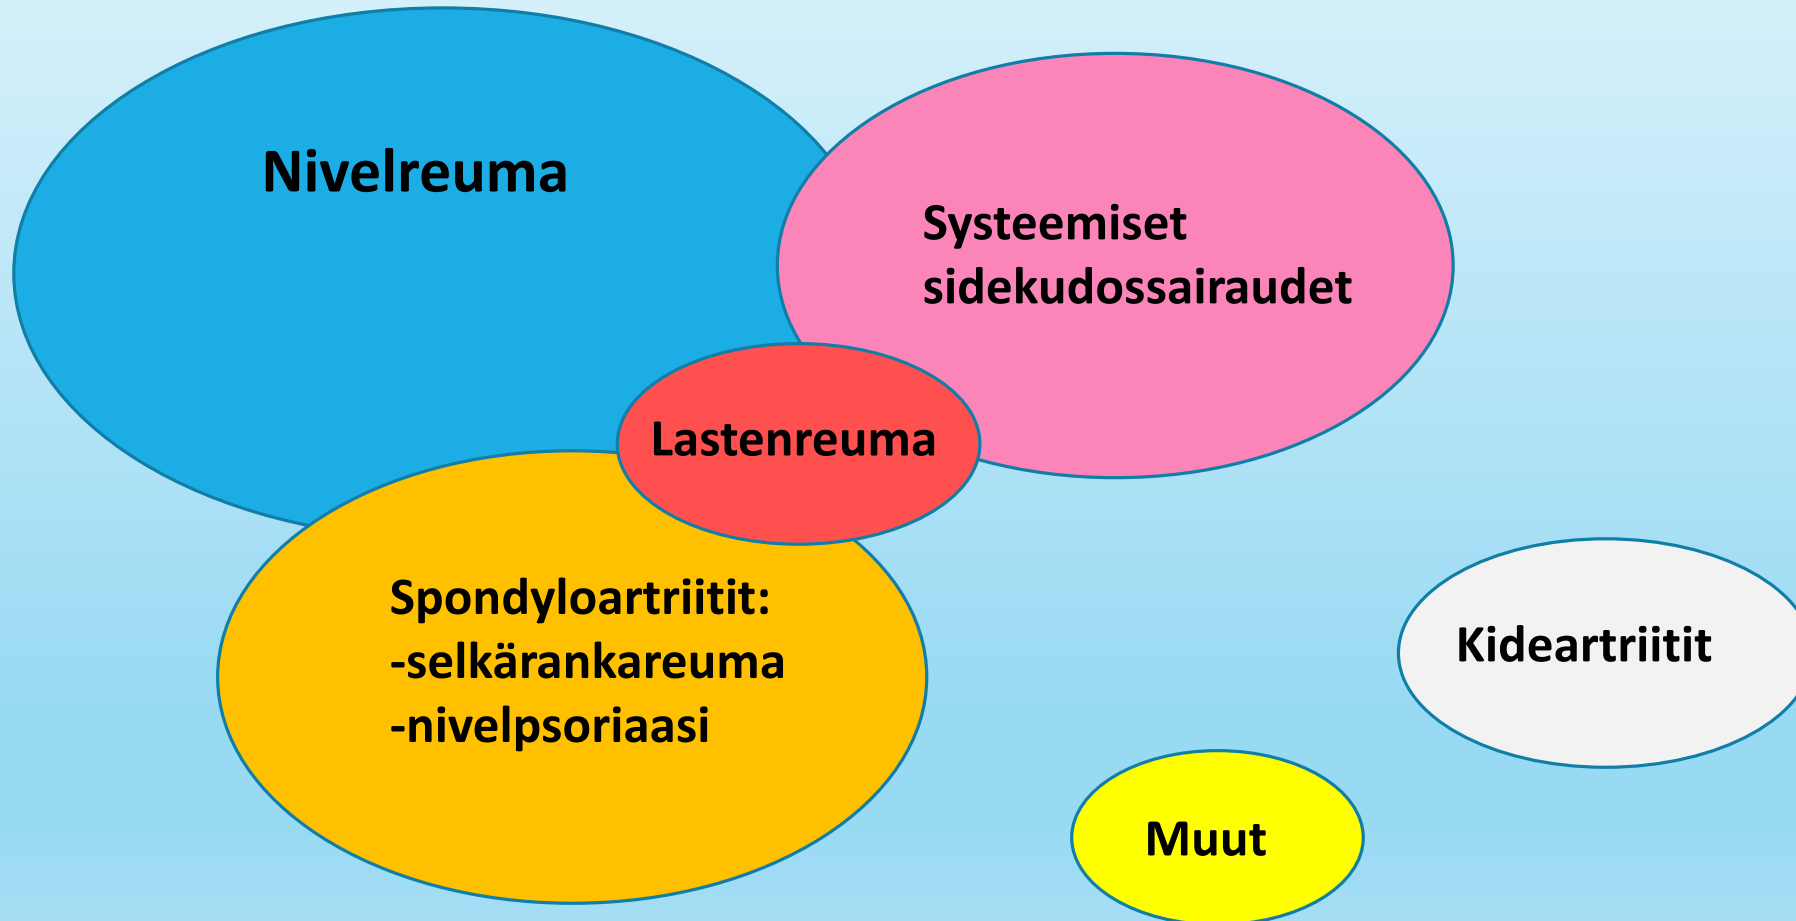 Nivelreuma
Systeemiset
sidekudossairaudet
Lastenreuma
Spondyloartriitit:
-selkärankareuma
-nivelpsoriaasi
Kideartriitit
Muut